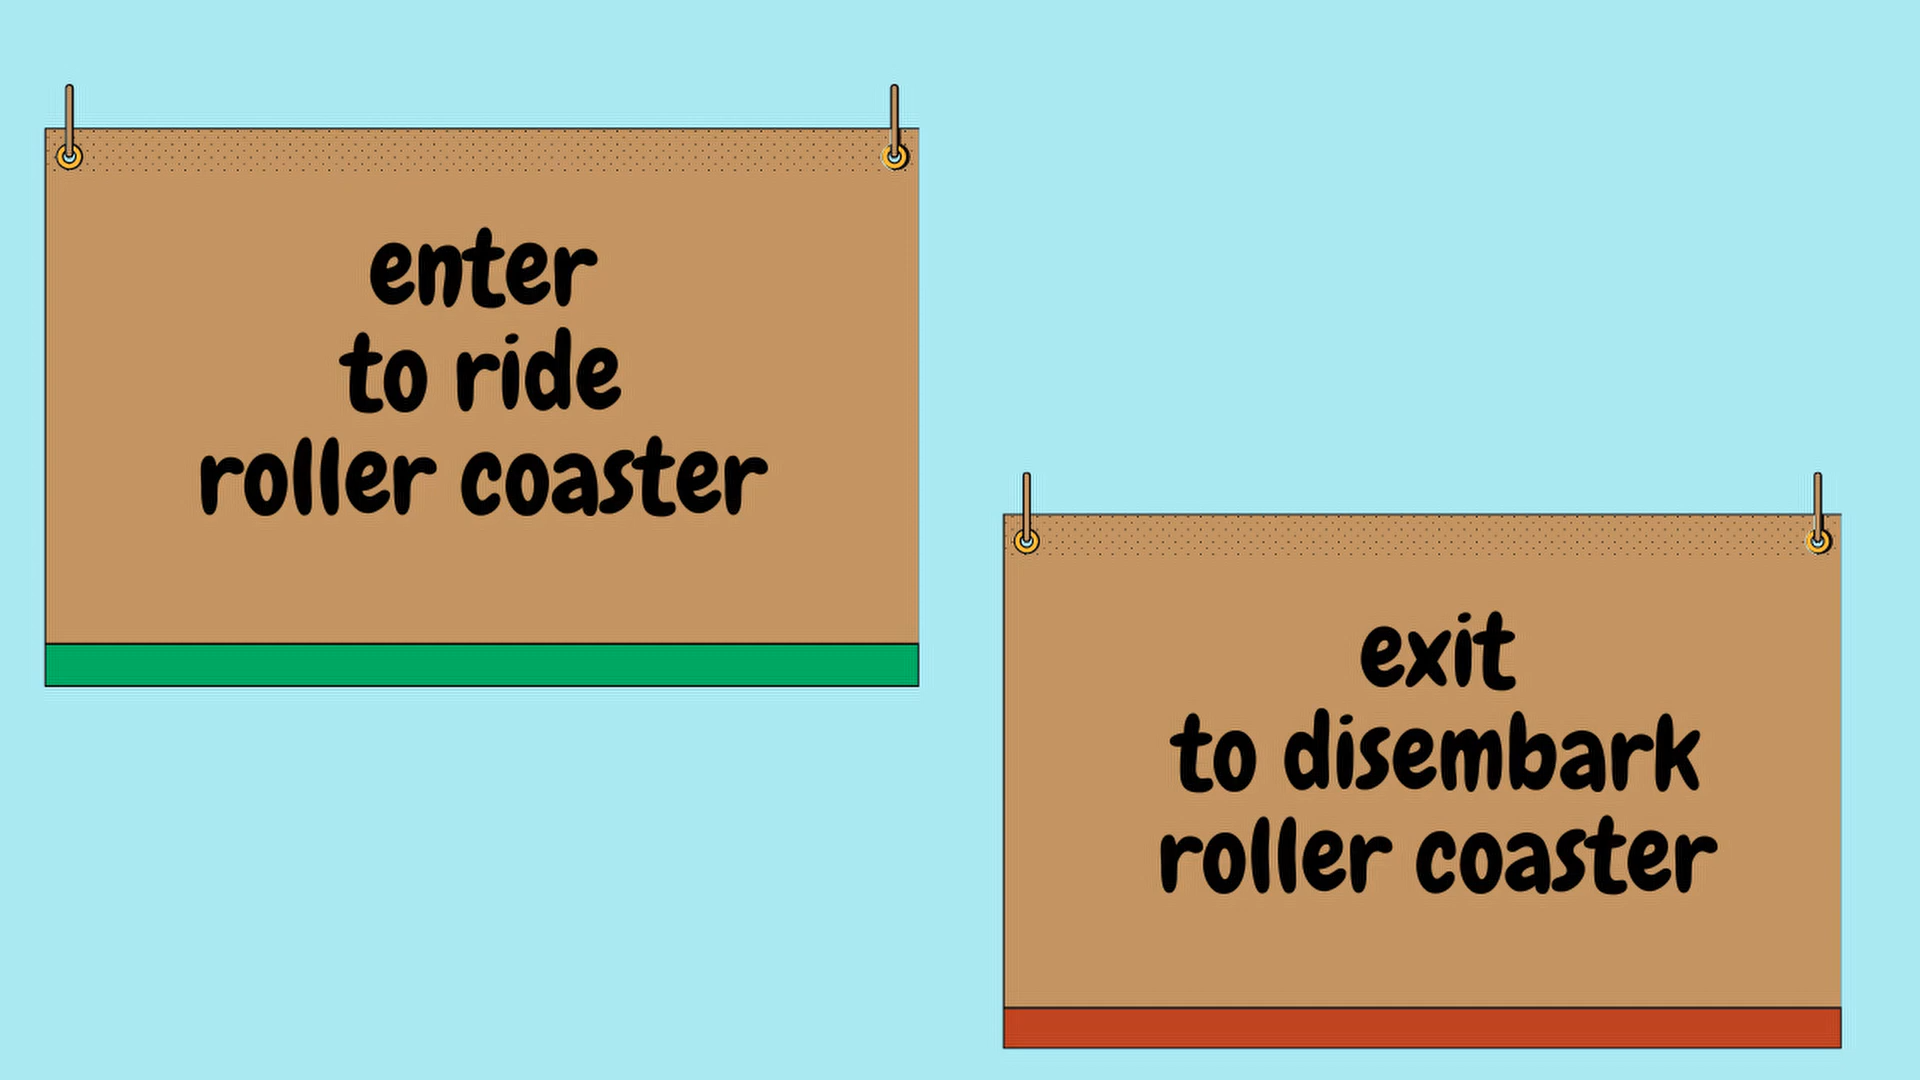 enter
to ride
roller coaster
exit
to disembark
roller coaster